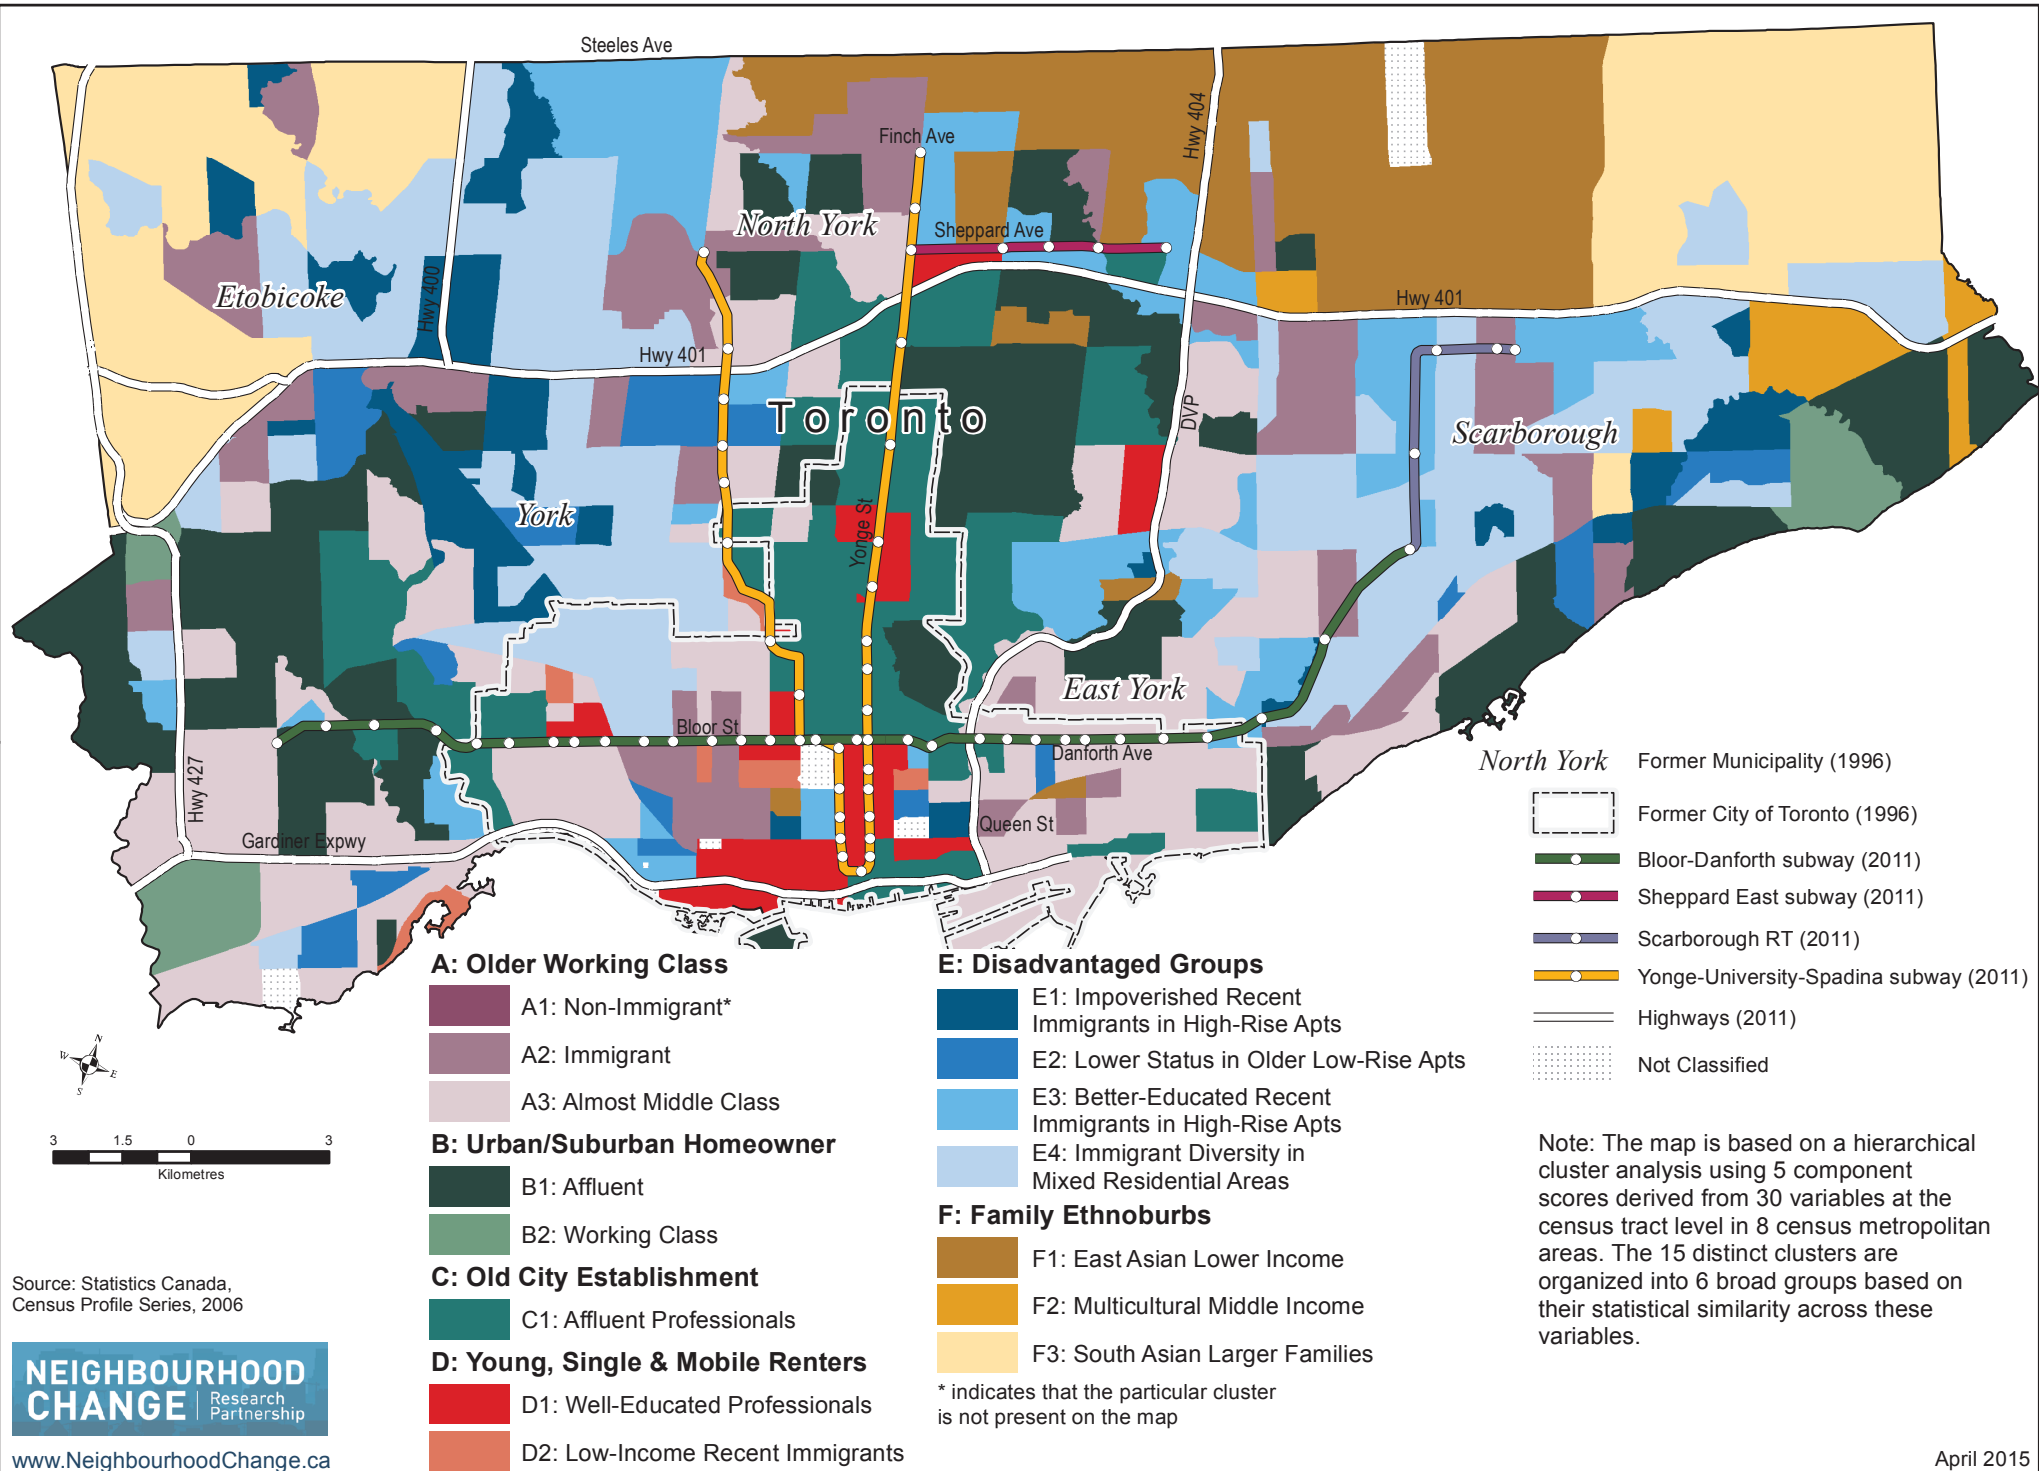 Steeles Ave
Finch Ave
Hwy 404
North York
Sheppard Ave
Etobicoke
Hwy 400
Hwy 401
Hwy 401
Toronto
DVP
Scarborough
York
Yonge St
East York
Bloor St
Danforth Ave
Hwy 427
Queen St
Gardiner Expwy
North York Former Municipality (1996)
Former City of Toronto (1996)
Bloor-Danforth subway (2011)
Sheppard East subway (2011)
Scarborough RT (2011)
Yonge-University-Spadina subway (2011)
Highways (2011)
Not Classified
A: Older Working Class
A1: Non-Immigrant*
A2: Immigrant
A3: Almost Middle Class
B: Urban/Suburban Homeowner
B1: Affluent
B2: Working Class
C: Old City Establishment
C1: Affluent Professionals
D: Young, Single & Mobile Renters
D1: Well-Educated Professionals
D2: Low-Income Recent Immigrants
E: Disadvantaged Groups
E1: Impoverished Recent
Immigrants in High-Rise Apts
E2: Lower Status in Older Low-Rise Apts
E3: Better-Educated Recent
Immigrants in High-Rise Apts
E4: Immigrant Diversity in
Mixed Residential Areas
F: Family Ethnoburbs
F1: East Asian Lower Income
F2: Multicultural Middle Income
F3: South Asian Larger Families
* indicates that the particular cluster
is not present on the map
N
W
E
S
3 1.5 0 3
Kilometres
Note: The map is based on a hierarchical
cluster analysis using 5 component
scores derived from 30 variables at the
census tract level in 8 census metropolitan
areas. The 15 distinct clusters are
organized into 6 broad groups based on
their statistical similarity across these
variables.
Source: Statistics Canada,
Census Profile Series, 2006
NEIGHBOURHOOD
CHANGE
Research
Partnership
www.NeighbourhoodChange.ca
April 2015